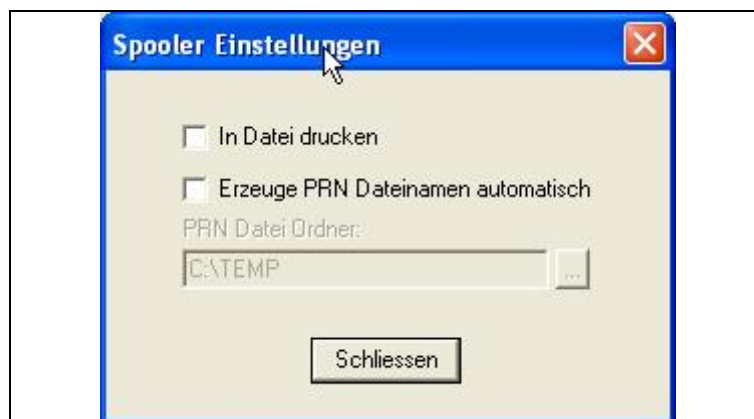 Spooler Einstellungen
In Datei drucken
Erzeuge PRN Dateinamen automatisch
PRN Datei Ordner:
C:\TEMP
...
Schliessen